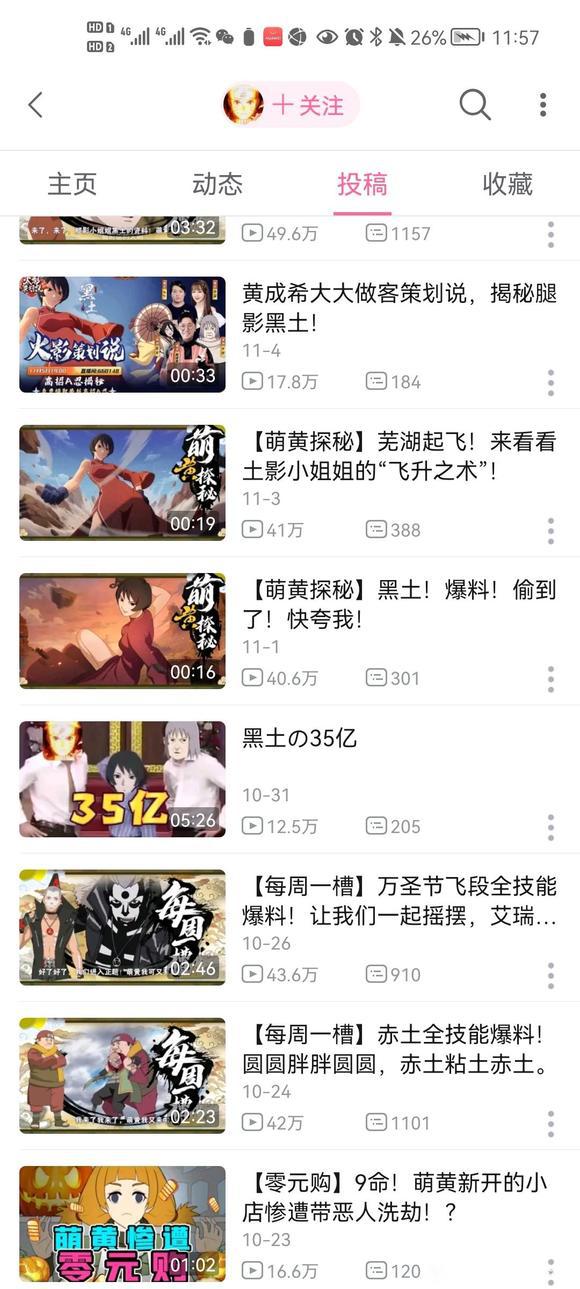 HD 1 4G 4G 26% 11:57
HD 2
+ 关注
主页 动态 投稿 收藏
03:32
49.6万 1157
黄成希大大做客策划说，揭秘腿
影黑土！
11-4
17.8万 184
黑土
火影策划说
高招A忍揭秘
00:33
【萌黄探秘】芜湖起飞！来看看
土影小姐姐的“飞升之术”！
11-3
41万 388
萌黄探秘
00:19
【萌黄探秘】黑土！爆料！偷到
了！快夸我！
11-1
40.6万 301
萌黄探秘
00:16
黑土の35亿
10-31
12.5万 205
35亿
05:26
【每周一槽】万圣节飞段全技能
爆料！让我们一起摇摆，艾瑞...
10-26
43.6万 910
每周一槽
02:46
【每周一槽】赤土全技能爆料！
圆圆胖胖圆圆，赤土粘土赤土。
10-24
42万 1101
每周一槽
02:23
【零元购】9命！萌黄新开的小
店惨遭带恶人洗劫！？
10-23
16.6万 120
萌黄惨遭
零元购
01:02